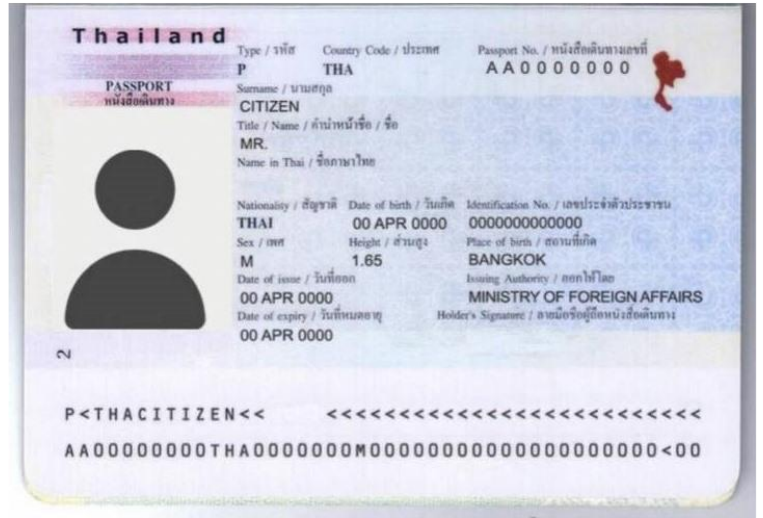 Thailand
Type / รหัส Country Code / ประเทศ Passport No. / หนังสือเดินทางเลขที่
P THA AA0000000
PASSPORT
หนังสือเดินทาง
Surname / นามสกุล
CITIZEN
Title / Name / คำนำหน้าชื่อ / ชื่อ
MR.
Name in Thai / ชื่อภาษาไทย
Nationality / สัญชาติ Date of birth / วันเกิด Identification No. / เลขประจำตัวประชาชน
THAI 00 APR 0000 0000000000000
Sex / เพศ Height / ส่วนสูง Place of birth / สถานที่เกิด
M 1.65 BANGKOK
Date of issue / วันที่ออก Issuing Authority / ออกให้โดย
00 APR 0000 MINISTRY OF FOREIGN AFFAIRS
Date of expiry / วันที่หมดอายุ Holder's Signature / ลายมือชื่อผู้ถือหนังสือเดินทาง
00 APR 0000
2
P<THACITIZEN<< <<<<<<<<<<<<<<<<<<<<<<<<<<
AA00000000THA0000000M0000000000000000000000<00